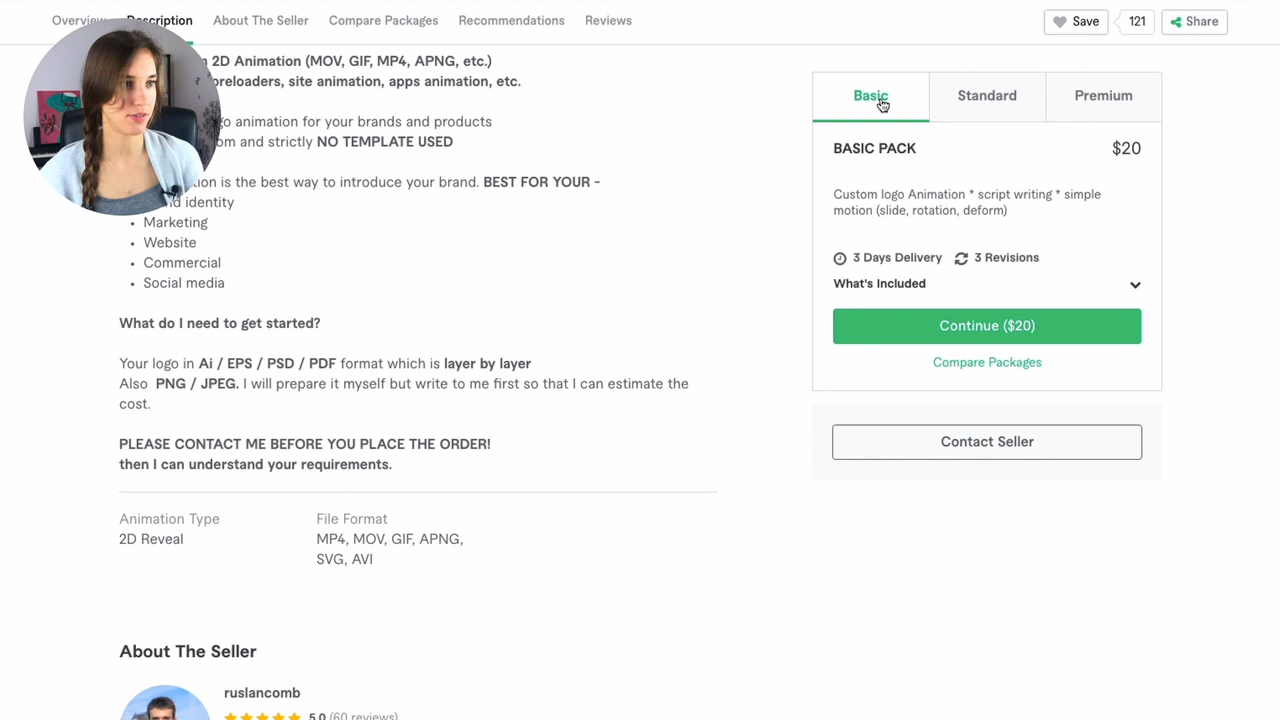 Overview Description About The Seller Compare Packages Recommendations Reviews
Save 121 Share
2D Animation (MOV, GIF, MP4, APNG, etc.)
preloaders, site animation, apps animation, etc.
animation for your brands and products
and strictly NO TEMPLATE USED
is the best way to introduce your brand. BEST FOR YOUR -
identity
• Marketing
• Website
• Commercial
• Social media
What do I need to get started?
Your logo in Ai / EPS / PSD / PDF format which is layer by layer
Also PNG / JPEG. I will prepare it myself but write to me first so that I can estimate the
cost.
PLEASE CONTACT ME BEFORE YOU PLACE THE ORDER!
then I can understand your requirements.
Animation Type
2D Reveal
File Format
MP4, MOV, GIF, APNG,
SVG, AVI
About The Seller
ruslancomb
5.0 (60 reviews)
Basic Standard Premium
BASIC PACK $20
Custom logo Animation * script writing * simple
motion (slide, rotation, deform)
3 Days Delivery 3 Revisions
What's Included
Continue ($20)
Compare Packages
Contact Seller